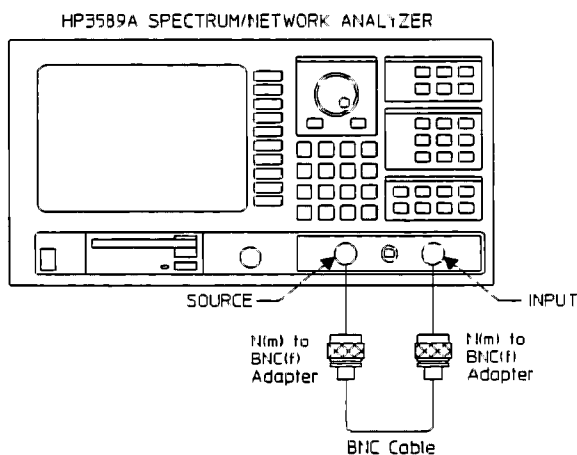 HP3589A SPECTRUM/NETWORK ANALYZER
SOURCE
INPUT
N(m) to
BNC(f)
Adapter
N(m) to
BNC(f)
Adapter
BNC Cable